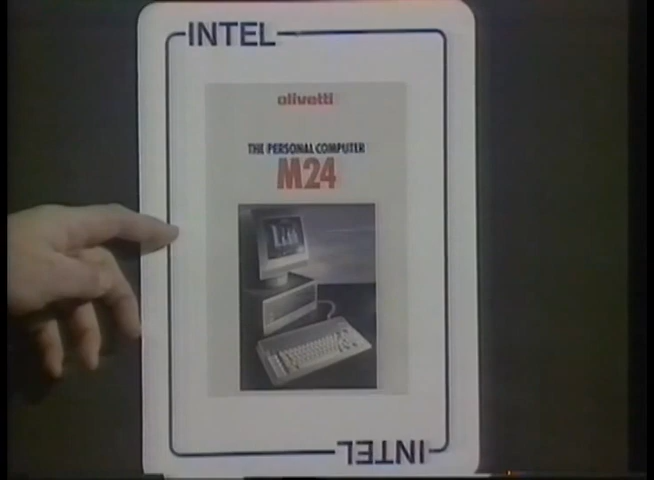 INTEL
olivetti
THE PERSONAL COMPUTER
M24
INTEL